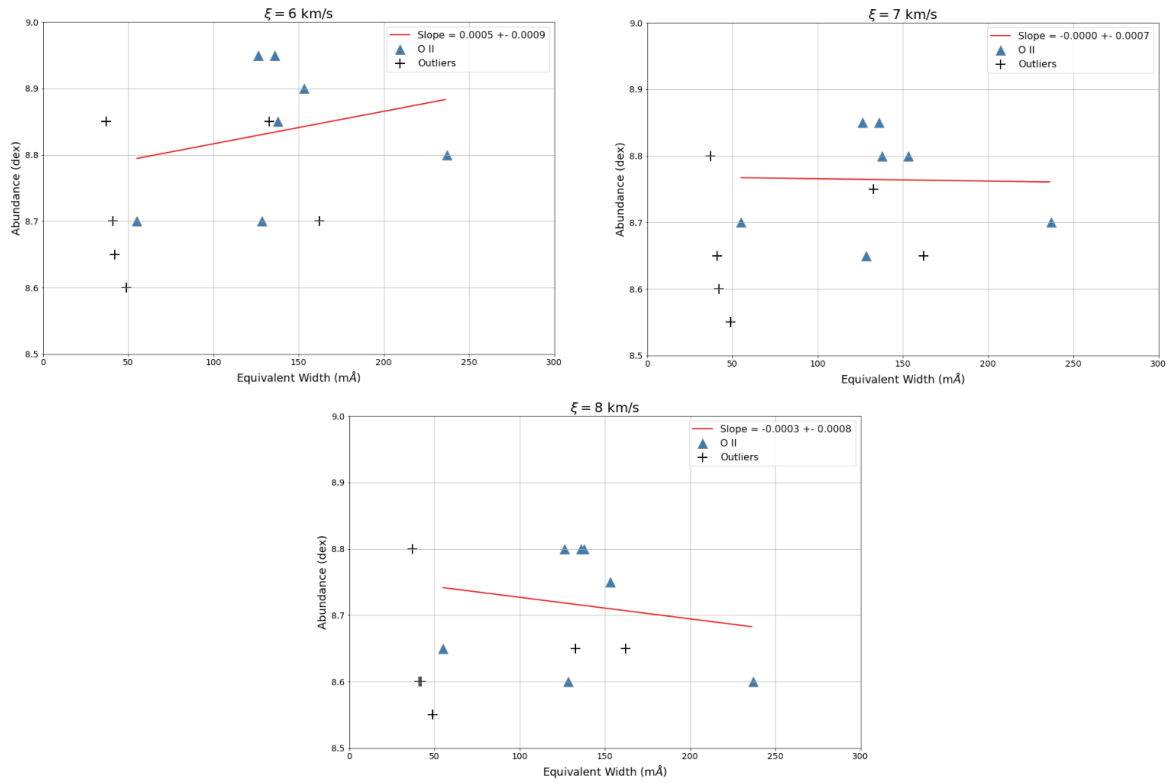 ξ = 6 km/s
Slope = 0.0005 +- 0.0009
O II
Outliers
9.0
8.9
8.8
8.7
8.6
8.5
Abundance (dex)
0
50
100
150
200
250
300
Equivalent Width (mÅ)
ξ = 7 km/s
Slope = -0.0000 +- 0.0007
O II
Outliers
9.0
8.9
8.8
8.7
8.6
8.5
Abundance (dex)
0
50
100
150
200
250
300
Equivalent Width (mÅ)
ξ = 8 km/s
Slope = -0.0003 +- 0.0008
O II
Outliers
9.0
8.9
8.8
8.7
8.6
8.5
Abundance (dex)
0
50
100
150
200
250
300
Equivalent Width (mÅ)